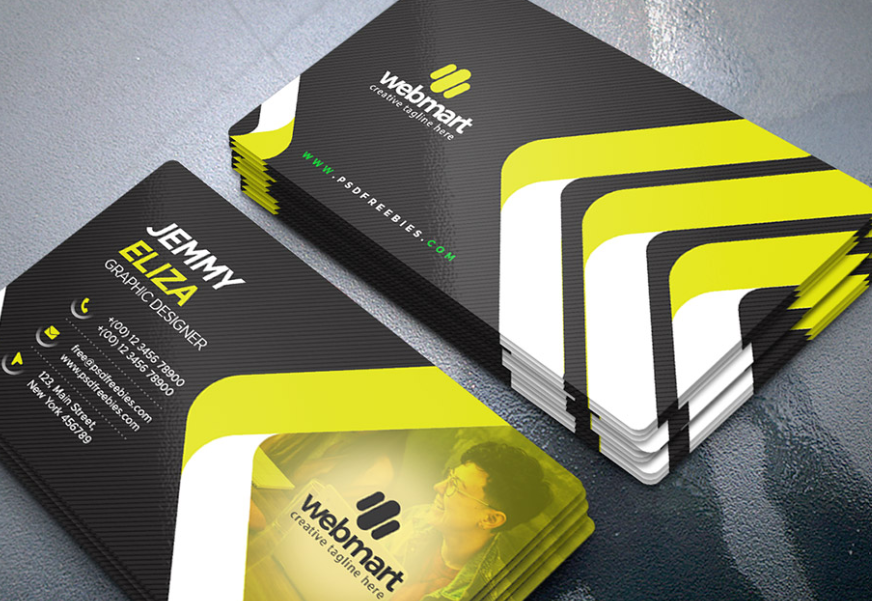 webmart
creative tagline here
WWW.PSDFREEBIES.COM
JEMMY
ELIZA
GRAPHIC DESIGNER
+(00) 12 3456 78900
+(00) 12 3456 78900
free@psdfreebies.com
www.psdfreebies.com
123, Main Street,
New York 456789
webmart
creative tagline here